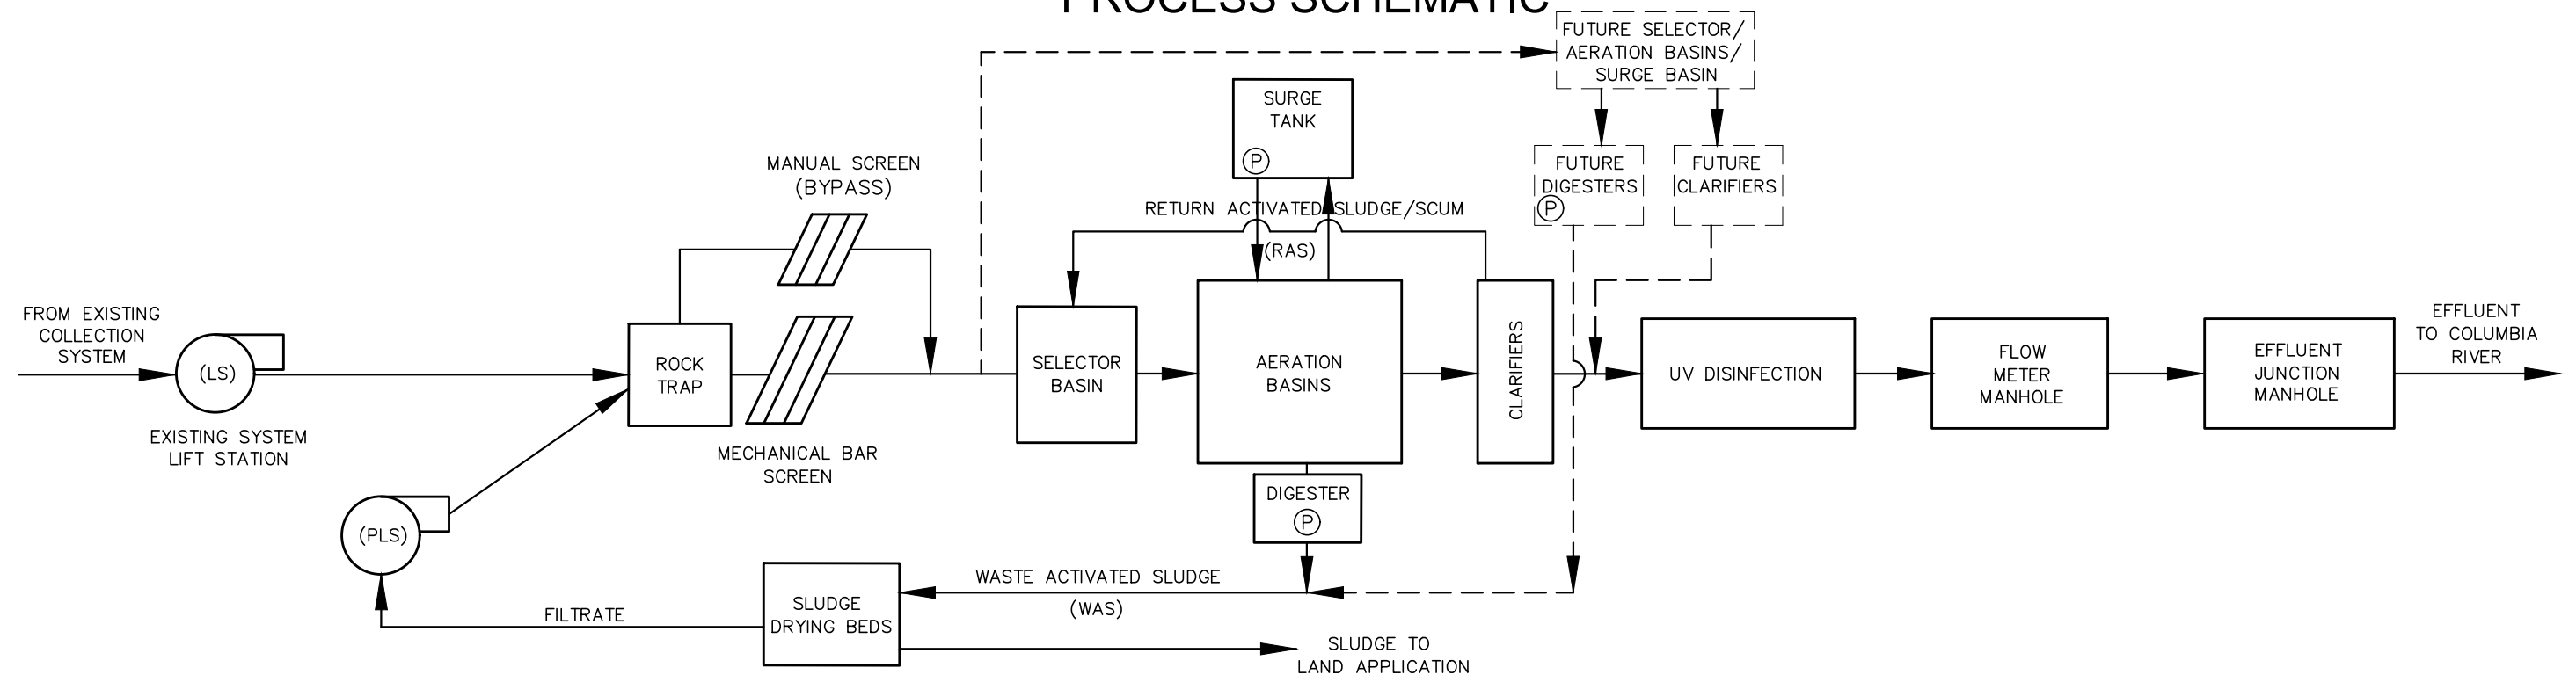 PROCESS SCHEMATIC
FUTURE SELECTOR/
AERATION BASINS/
SURGE BASIN
SURGE
TANK
P
MANUAL SCREEN
(BYPASS)
FUTURE
DIGESTERS
P
FUTURE
CLARIFIERS
RETURN ACTIVATED SLUDGE/SCUM
(RAS)
FROM EXISTING
COLLECTION
SYSTEM
(LS)
EXISTING SYSTEM
LIFT STATION
ROCK
TRAP
MECHANICAL BAR
SCREEN
SELECTOR
BASIN
AERATION
BASINS
CLARIFIERS
UV DISINFECTION
FLOW
METER
MANHOLE
EFFLUENT
JUNCTION
MANHOLE
EFFLUENT
TO COLUMBIA
RIVER
(PLS)
DIGESTER
P
WASTE ACTIVATED SLUDGE
(WAS)
SLUDGE
DRYING BEDS
FILTRATE
SLUDGE TO
LAND APPLICATION